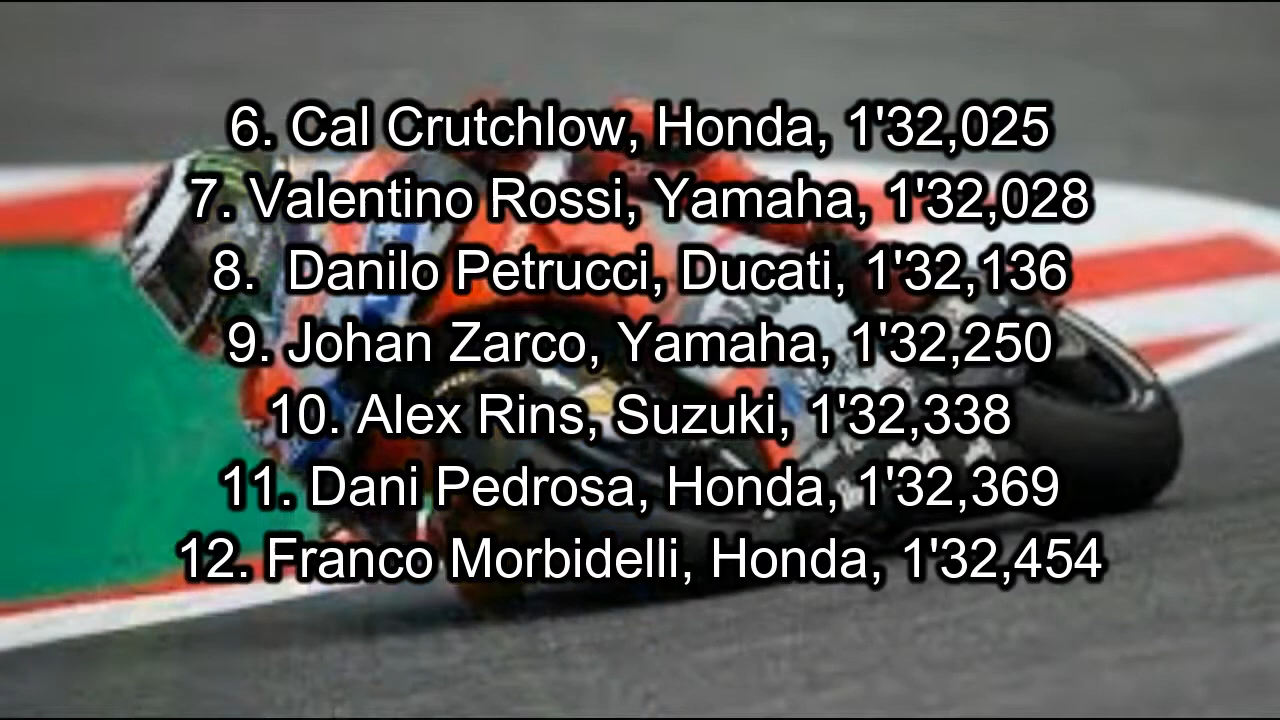 6. Cal Crutchlow, Honda, 1'32,025
7. Valentino Rossi, Yamaha, 1'32,028
8.  Danilo Petrucci, Ducati, 1'32,136
9. Johan Zarco, Yamaha, 1'32,250
10. Alex Rins, Suzuki, 1'32,338
11. Dani Pedrosa, Honda, 1'32,369
12. Franco Morbidelli, Honda, 1'32,454